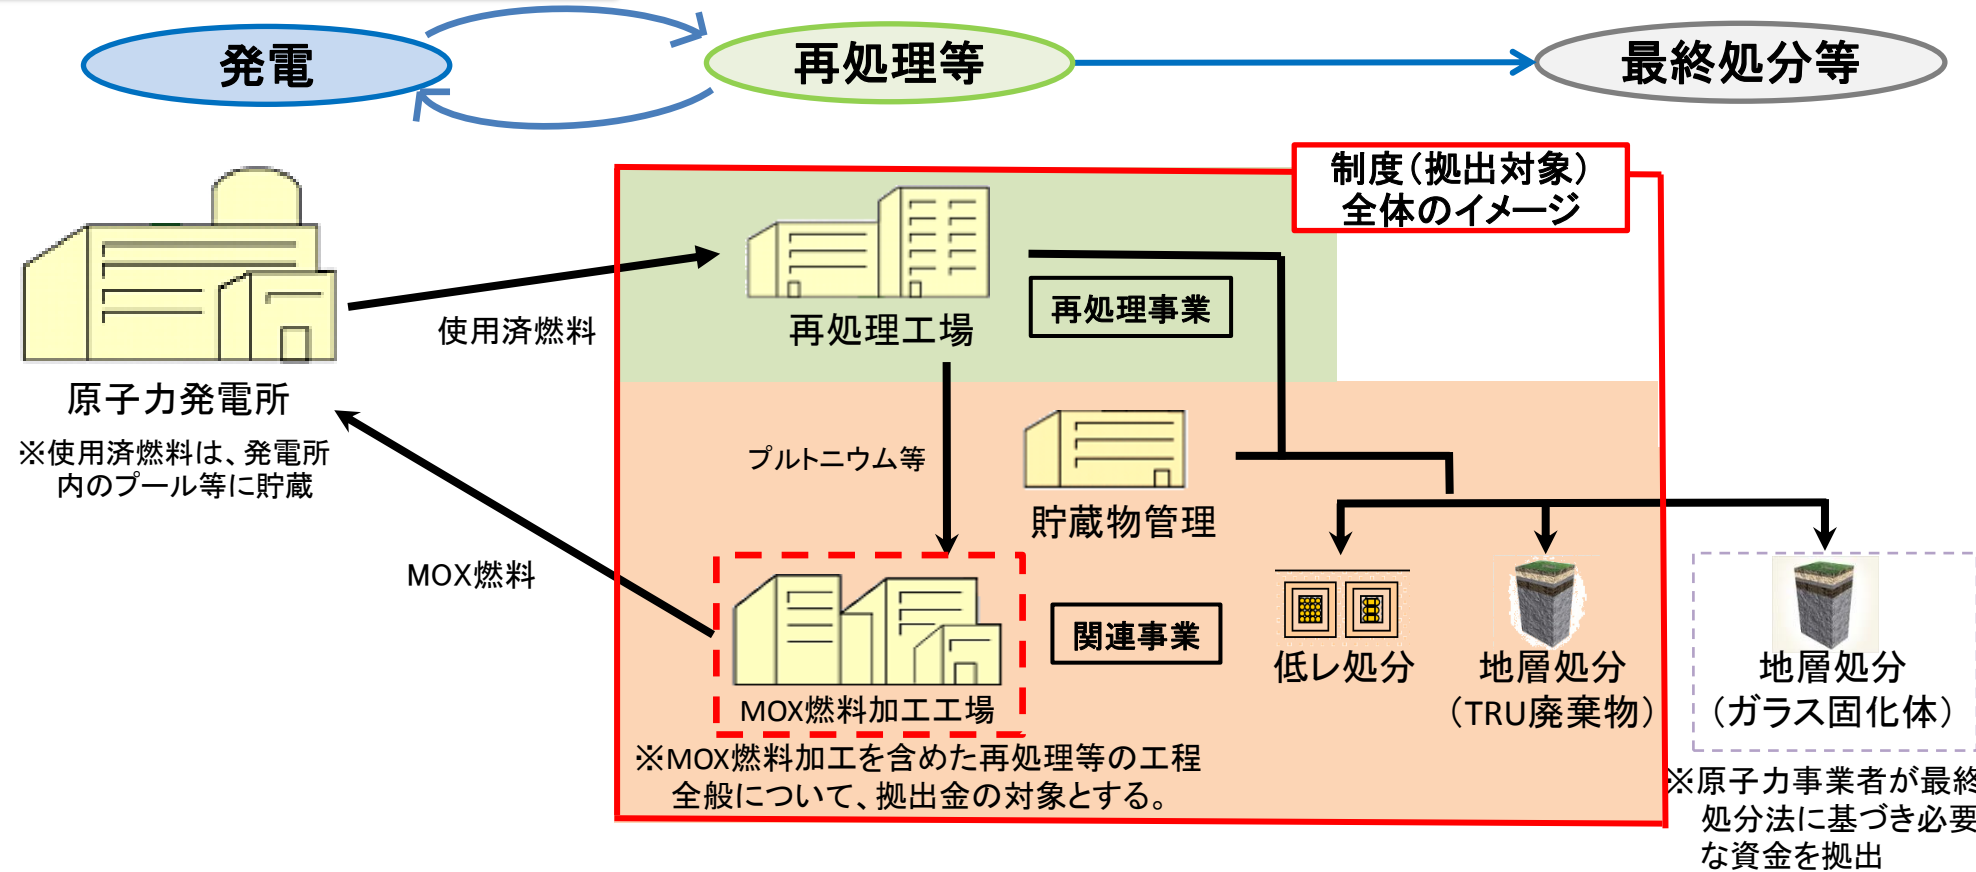 発電
再処理等
最終処分等
制度（拠出対象）
全体のイメージ
使用済燃料
再処理工場
再処理事業
原子力発電所
※使用済燃料は、発電所
内のプール等に貯蔵
プルトニウム等
貯蔵物管理
MOX燃料
関連事業
MOX燃料加工工場
低レ処分
地層処分
（TRU廃棄物）
地層処分
（ガラス固化体）
※MOX燃料加工を含めた再処理等の工程
全般について、拠出金の対象とする。
※原子力事業者が最終
処分法に基づき必要
な資金を拠出